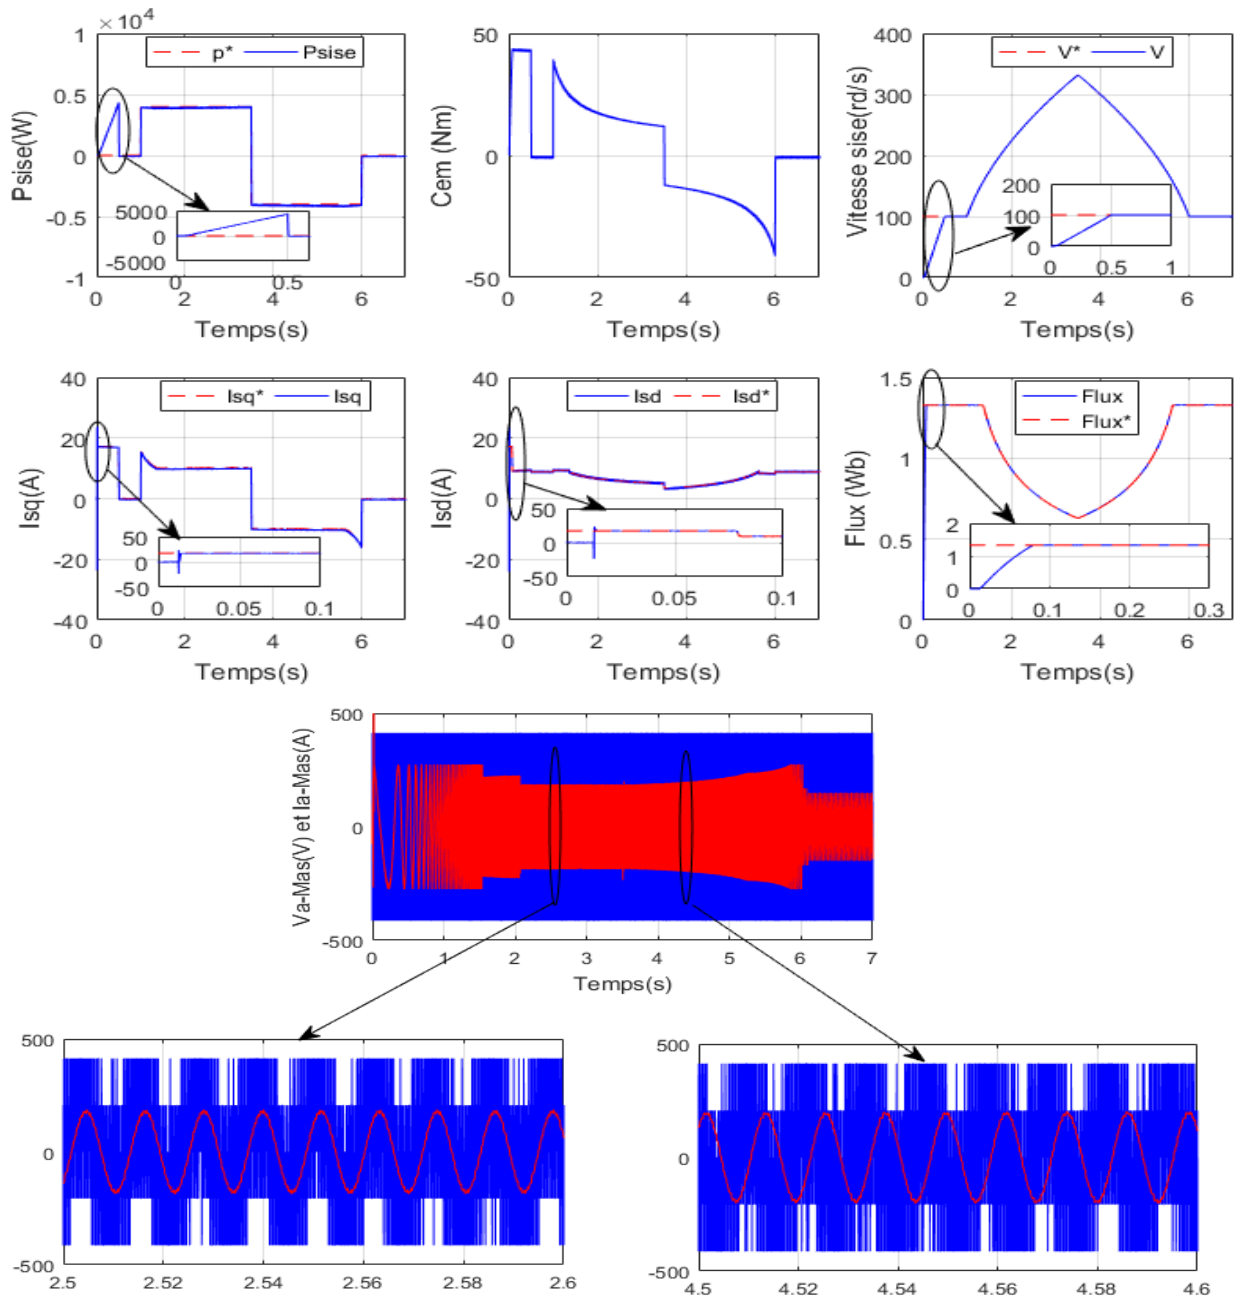 × 10^4
p* Psise
Psise(W)
1
0.5
0
-0.5
-1
5000
0
-5000
0 0.5
0 2 4 6
Temps(s)
Cem (Nm)
50
0
-50
0 2 4 6
Temps(s)
V* V
Vitesse sise(rd/s)
400
300
200
100
0
200
100
0
0 0.5 1
0 2 4 6
Temps(s)
Isq* Isq
Isq(A)
40
20
0
-20
-40
50
0
-50
0 0.05 0.1
0 2 4 6
Temps(s)
Isd Isd*
Isd(A)
40
20
0
-20
-40
50
0
-50
0 0.05 0.1
0 2 4 6
Temps(s)
Flux
Flux*
Flux (Wb)
1.5
1
0.5
0
2
1
0
0 0.1 0.2 0.3
0 2 4 6
Temps(s)
Va-Mas(V) et Ia-Mas(A)
500
0
-500
0 1 2 3 4 5 6 7
Temps(s)
500
0
-500
2.5 2.52 2.54 2.56 2.58 2.6
500
0
-500
4.5 4.52 4.54 4.56 4.58 4.6